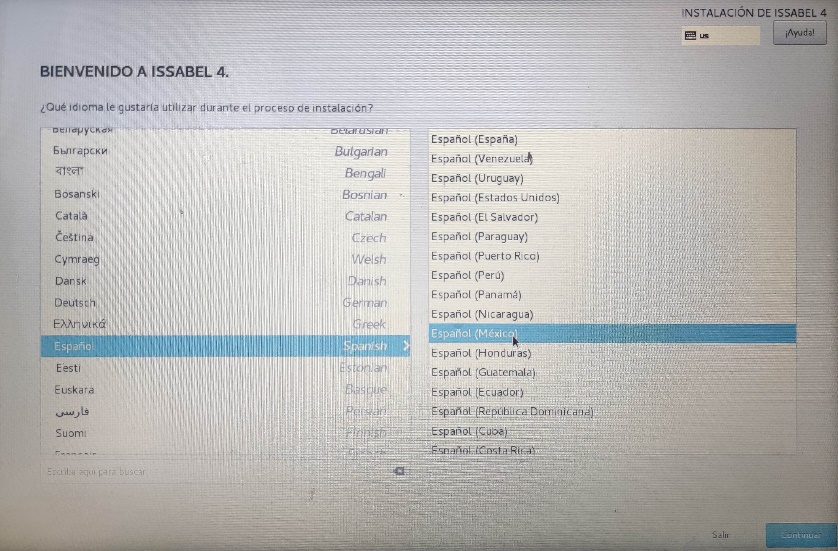 INSTALACIÓN DE ISSABEL 4
us
¡Ayuda!
BIENVENIDO A ISSABEL 4.
¿Qué idioma le gustaría utilizar durante el proceso de instalación?
Беларуская Belarusian
Български Bulgarian
বাংলা Bengali
Bosanski Bosnian
Català Catalan
Čeština Czech
Cymraeg Welsh
Dansk Danish
Deutsch German
Ελληνικά Greek
Español Spanish
Eesti Estonian
Euskara Basque
فارسی Persian
Suomi Finnish
Español (España)
Español (Venezuela)
Español (Uruguay)
Español (Estados Unidos)
Español (El Salvador)
Español (Paraguay)
Español (Puerto Rico)
Español (Perú)
Español (Panamá)
Español (Nicaragua)
Español (México)
Español (Honduras)
Español (Guatemala)
Español (Ecuador)
Español (República Dominicana)
Español (Cuba)
Español (Costa Rica)
Escriba aquí para buscar.
Salir
Continuar